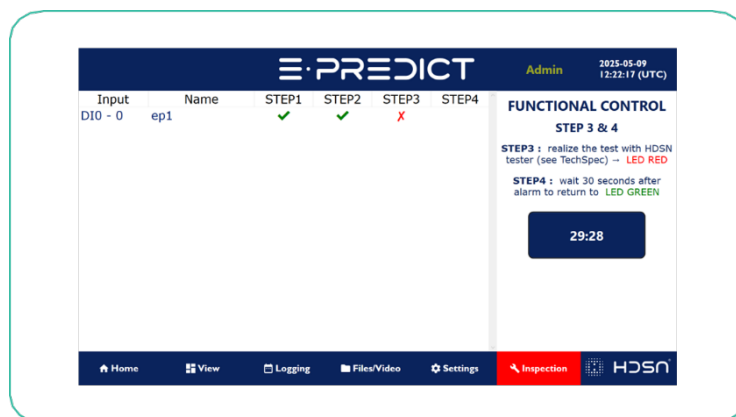 E·PREDICT
Admin
2025-05-09
12:22:17 (UTC)
Input Name STEP1 STEP2 STEP3 STEP4
DI0 - 0 ep1 ✔ ✔ ✗
FUNCTIONAL CONTROL
STEP 3 & 4
STEP3 : realize the test with HDSN
tester (see TechSpec) → LED RED
STEP4 : wait 30 seconds after
alarm to return to LED GREEN
29:28
Home View Logging Files/Video Settings Inspection HDSN